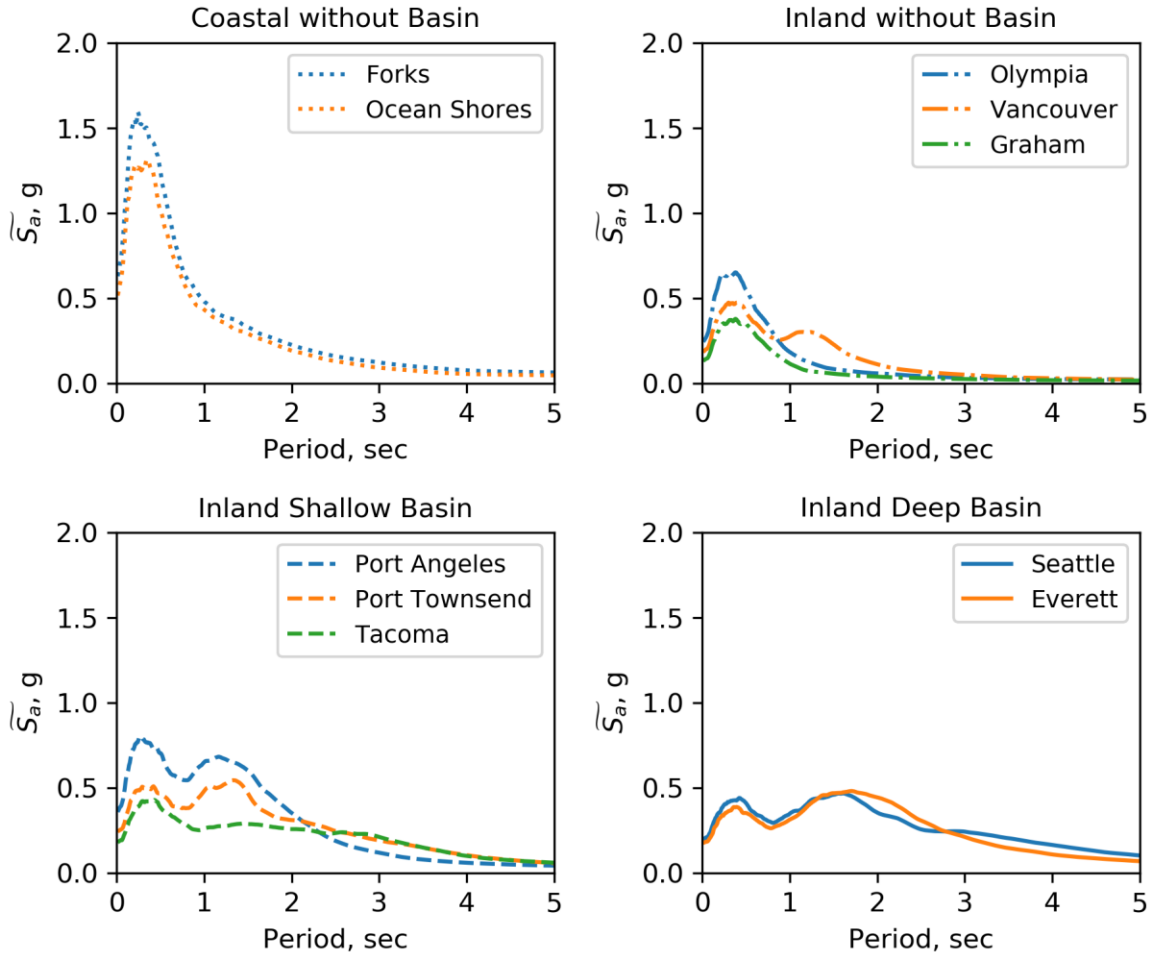 Coastal without Basin
2.0
1.5
1.0
0.5
0.0
S̃a, g
Forks
Ocean Shores
0 1 2 3 4 5
Period, sec
Inland without Basin
2.0
1.5
1.0
0.5
0.0
S̃a, g
Olympia
Vancouver
Graham
0 1 2 3 4 5
Period, sec
Inland Shallow Basin
2.0
1.5
1.0
0.5
0.0
S̃a, g
Port Angeles
Port Townsend
Tacoma
0 1 2 3 4 5
Period, sec
Inland Deep Basin
2.0
1.5
1.0
0.5
0.0
S̃a, g
Seattle
Everett
0 1 2 3 4 5
Period, sec